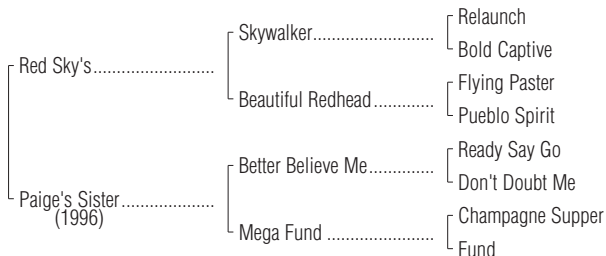 Relaunch
Skywalker..................
Bold Captive
Red Sky's..........................
Flying Paster
Beautiful Redhead.............
Pueblo Spirit
Ready Say Go
Better Believe Me..............
Don't Doubt Me
Paige's Sister....................
(1996)
Champagne Supper
Mega Fund .......................
Fund